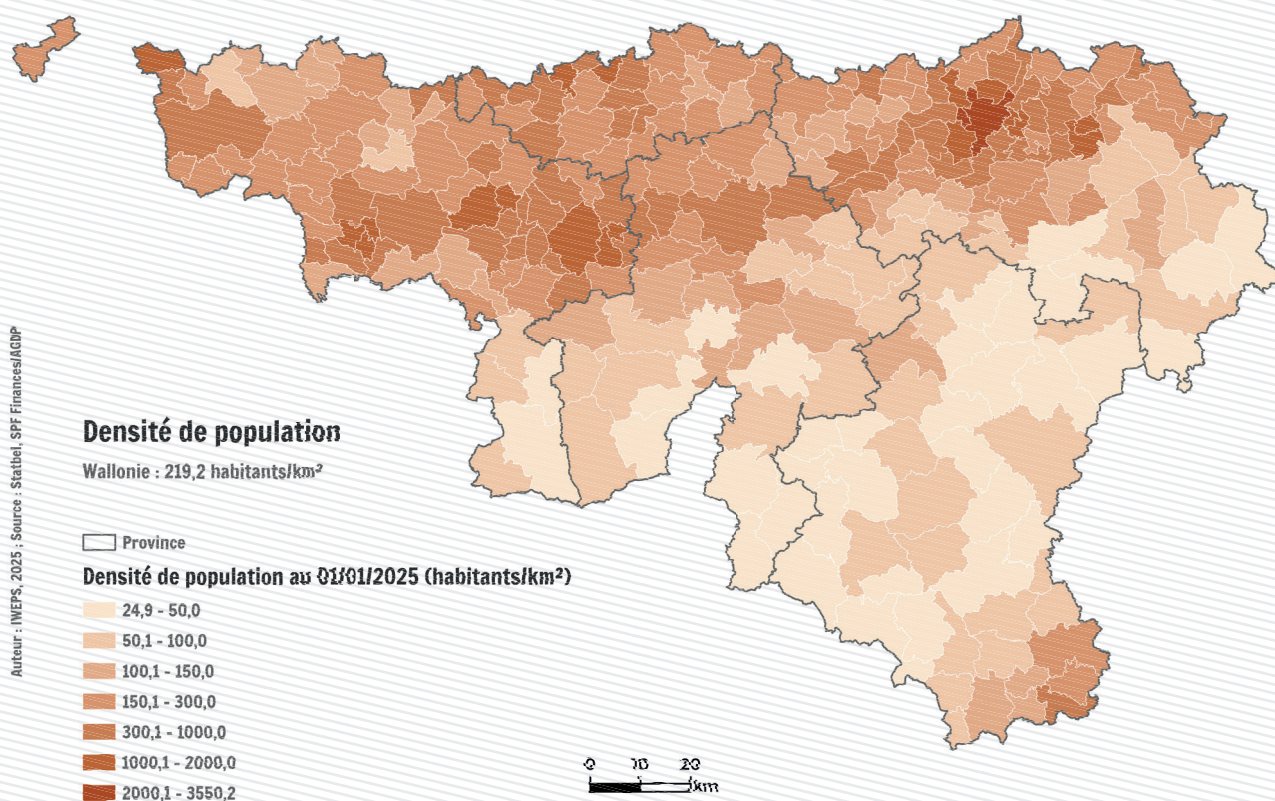 Densité de population
Wallonie : 219,2 habitants/km²
Province
Densité de population au 01/01/2025 (habitants/km²)
24,9 - 50,0
50,1 - 100,0
100,1 - 150,0
150,1 - 300,0
300,1 - 1000,0
1000,1 - 2000,0
2000,1 - 3550,2
0 10 20
km
Auteur : IWEPS, 2025 ; Source : Statbel, SPF Finances/AGDP